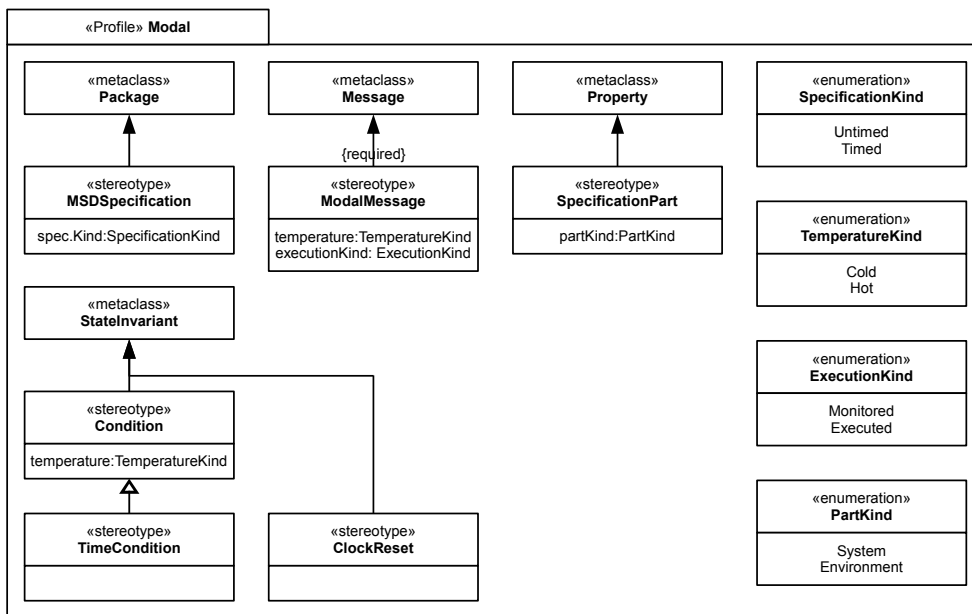 «Profile» Modal
«metaclass»
Package
«metaclass»
Message
«metaclass»
Property
«enumeration»
SpecificationKind
Untimed
Timed
{required}
«stereotype»
MSDSpecification
spec.Kind:SpecificationKind
«stereotype»
ModalMessage
temperature:TemperatureKind
executionKind: ExecutionKind
«stereotype»
SpecificationPart
partKind:PartKind
«enumeration»
TemperatureKind
Cold
Hot
«metaclass»
StateInvariant
«enumeration»
ExecutionKind
Monitored
Executed
«stereotype»
Condition
temperature:TemperatureKind
«enumeration»
PartKind
System
Environment
«stereotype»
TimeCondition
«stereotype»
ClockReset